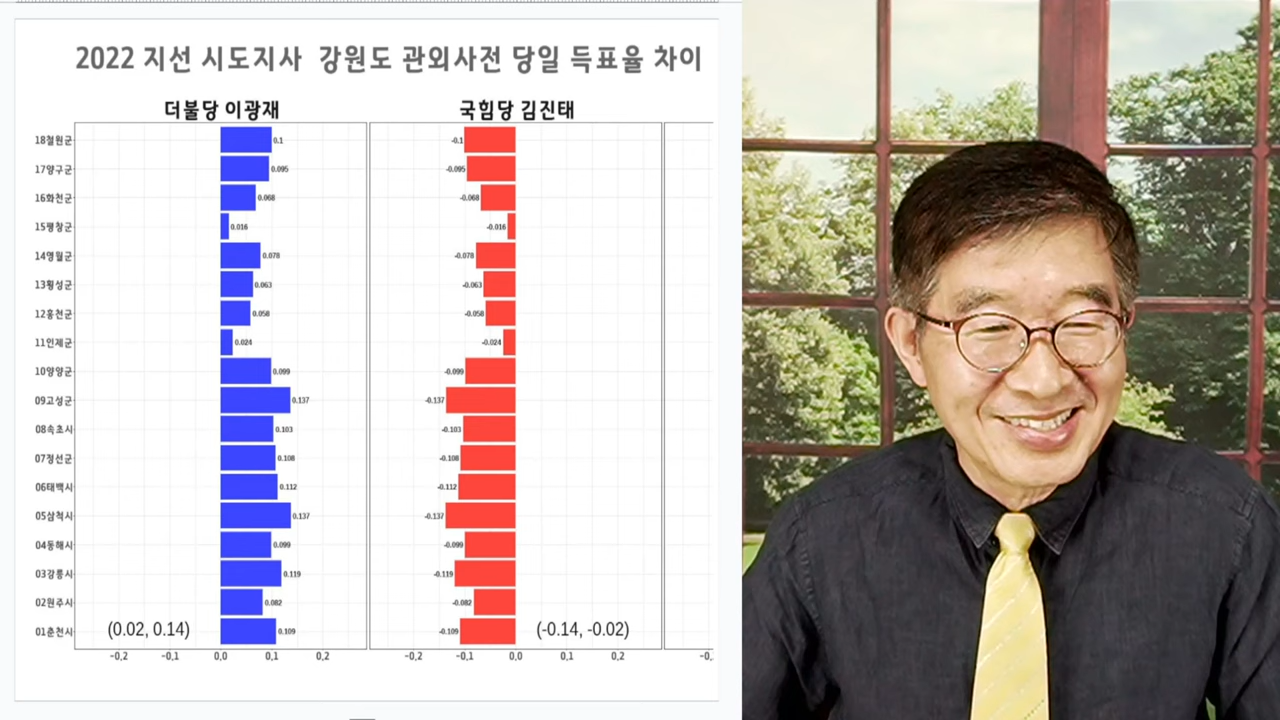 2022 지선 시도지사 강원도 관외사전 당일 득표율 차이
더불당 이광재 국힘당 김진태
18철원군 0.1 -0.1
17양구군 0.095 -0.095
16화천군 0.068 -0.068
15평창군 0.016 -0.016
14영월군 0.078 -0.078
13횡성군 0.063 -0.063
12홍천군 0.058 -0.058
11인제군 0.024 -0.024
10양양군 0.099 -0.099
09고성군 0.137 -0.137
08속초시 0.103 -0.103
07정선군 0.108 -0.108
06태백시 0.112 -0.112
05삼척시 0.137 -0.137
04동해시 0.099 -0.099
03강릉시 0.119 -0.119
02원주시 0.082 -0.082
01춘천시 (0.02, 0.14) 0.109 -0.109 (-0.14, -0.02)
-0,2 -0,1 0,0 0,1 0,2 -0,2 -0,1 0,0 0,1 0,2 -0,2